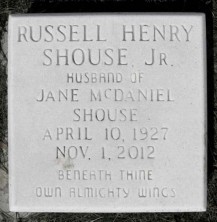 RUSSELL HENRY
SHOUSE, JR.
HUSBAND OF
JANE MCDANIEL
SHOUSE
APRIL 10, 1927
NOV. 1, 2012
BENEATH THINE
OWN ALMIGHTY WINGS